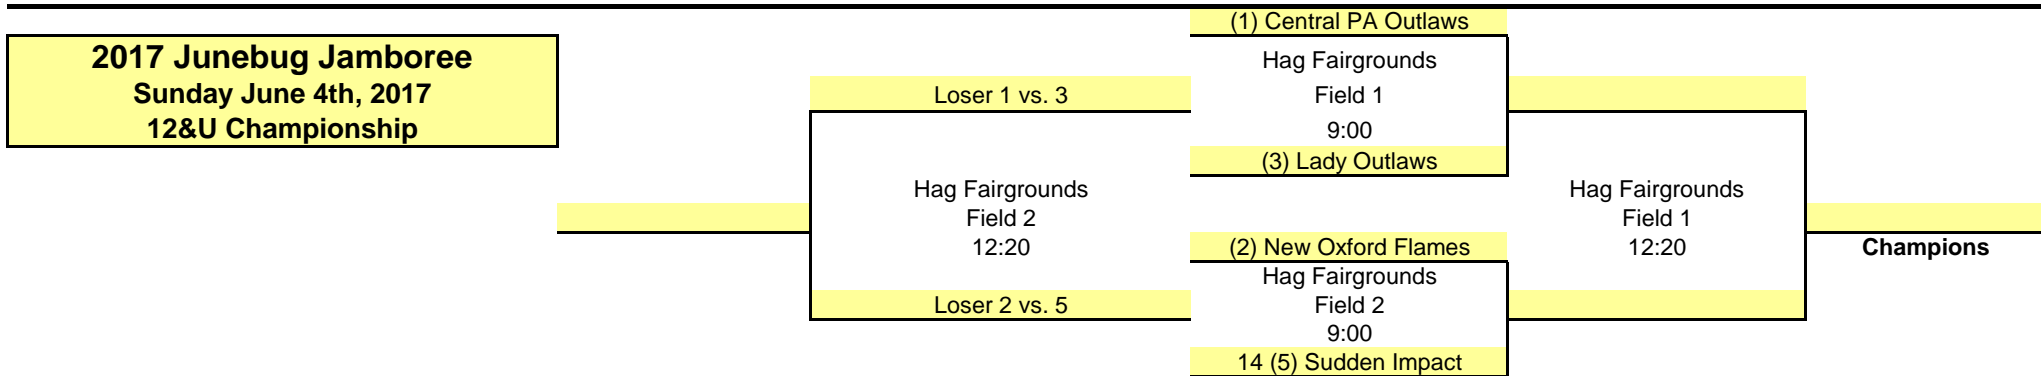 (1) Central PA Outlaws
2017 Junebug Jamboree
Sunday June 4th, 2017
12&U Championship
Hag Fairgrounds
Field 1
9:00
Loser 1 vs. 3
(3) Lady Outlaws
Hag Fairgrounds
Field 2
12:20
Hag Fairgrounds
Field 1
12:20
Champions
(2) New Oxford Flames
Hag Fairgrounds
Field 2
9:00
Loser 2 vs. 5
14 (5) Sudden Impact